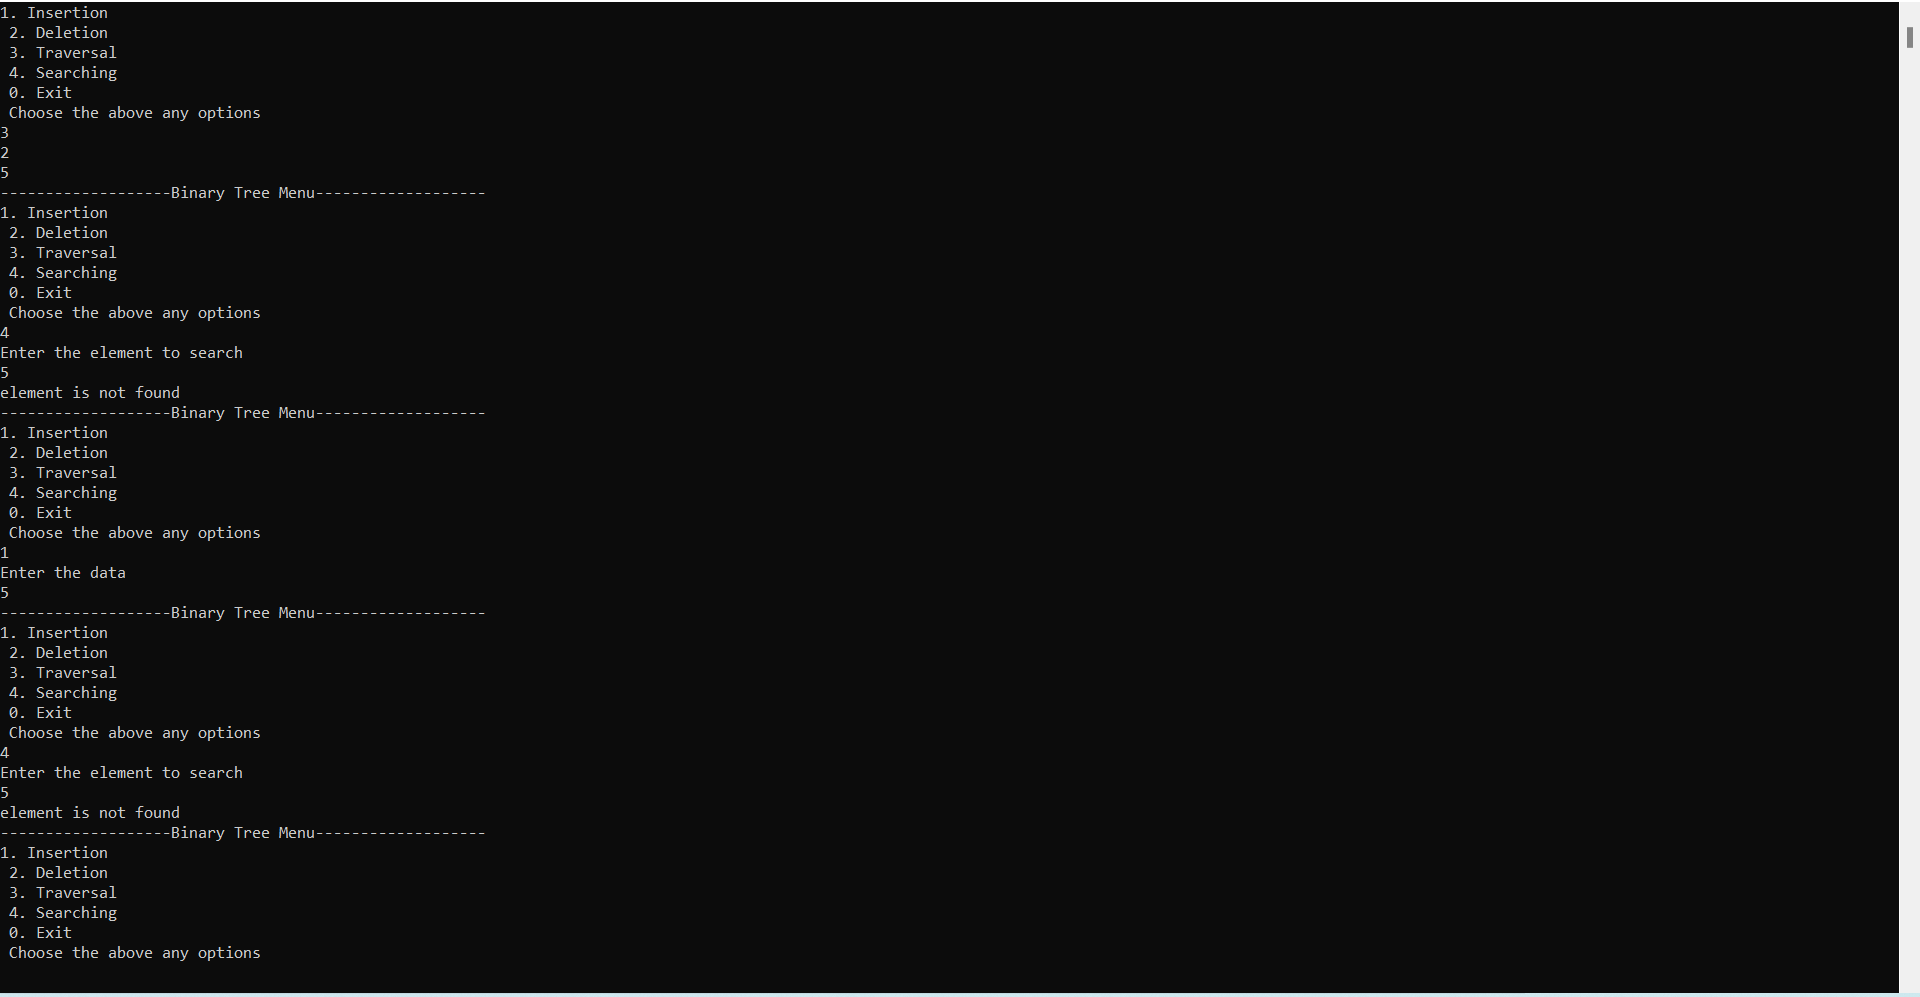 1. Insertion
 2. Deletion
 3. Traversal
 4. Searching
 0. Exit
 Choose the above any options
3
2
5
-------------------Binary Tree Menu-------------------
1. Insertion
 2. Deletion
 3. Traversal
 4. Searching
 0. Exit
 Choose the above any options
4
Enter the element to search
5
element is not found
-------------------Binary Tree Menu-------------------
1. Insertion
 2. Deletion
 3. Traversal
 4. Searching
 0. Exit
 Choose the above any options
1
Enter the data
5
-------------------Binary Tree Menu-------------------
1. Insertion
 2. Deletion
 3. Traversal
 4. Searching
 0. Exit
 Choose the above any options
4
Enter the element to search
5
element is not found
-------------------Binary Tree Menu-------------------
1. Insertion
 2. Deletion
 3. Traversal
 4. Searching
 0. Exit
 Choose the above any options